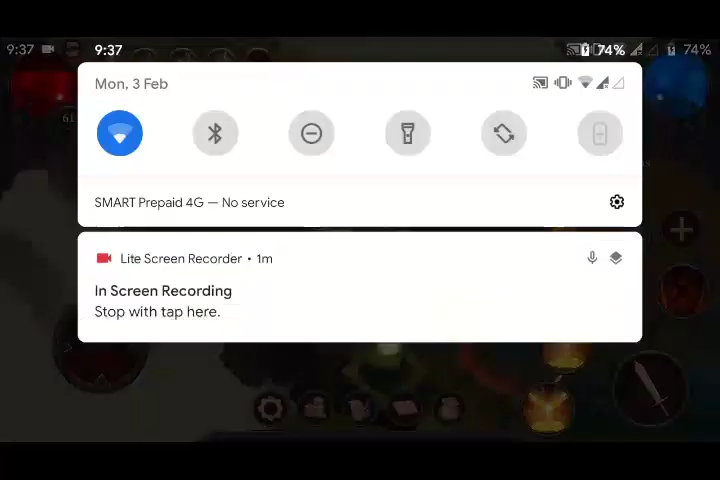 9:37 9:37 74% 74%
Mon, 3 Feb
SMART Prepaid 4G — No service
Lite Screen Recorder • 1m
In Screen Recording
Stop with tap here.